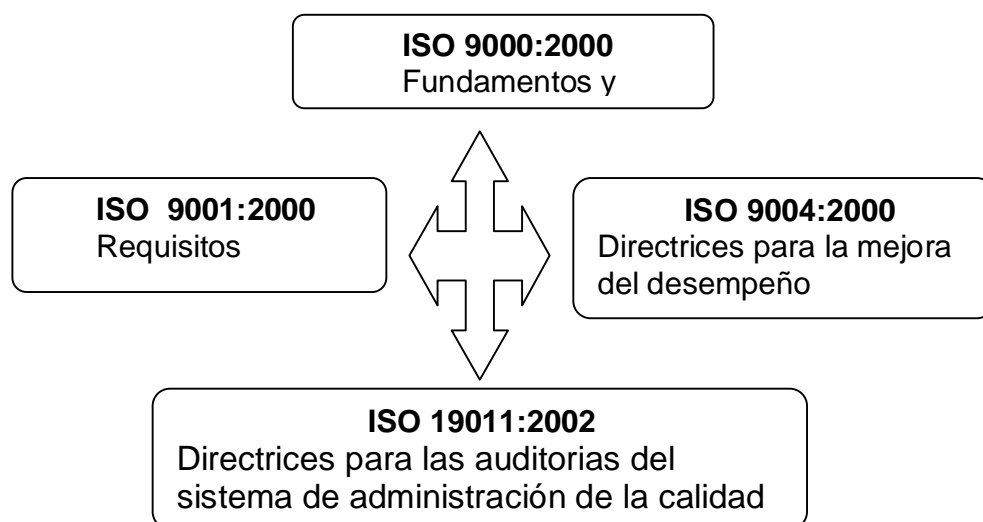 ISO 9000:2000
Fundamentos y
ISO 9001:2000
Requisitos
ISO 9004:2000
Directrices para la mejora
del desempeño
ISO 19011:2002
Directrices para las auditorias del
sistema de administración de la calidad